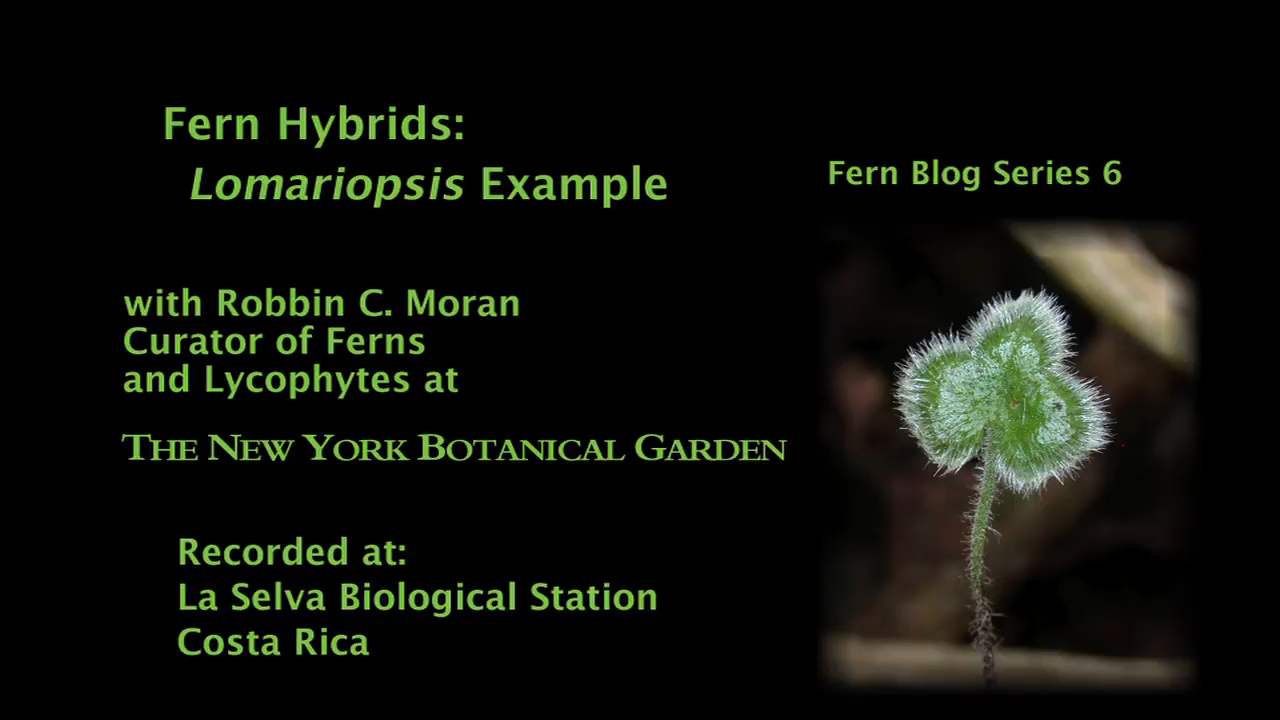 Fern Hybrids:
Lomariopsis Example
Fern Blog Series 6
with Robbin C. Moran
Curator of Ferns
and Lycophytes at
THE NEW YORK BOTANICAL GARDEN
Recorded at:
La Selva Biological Station
Costa Rica